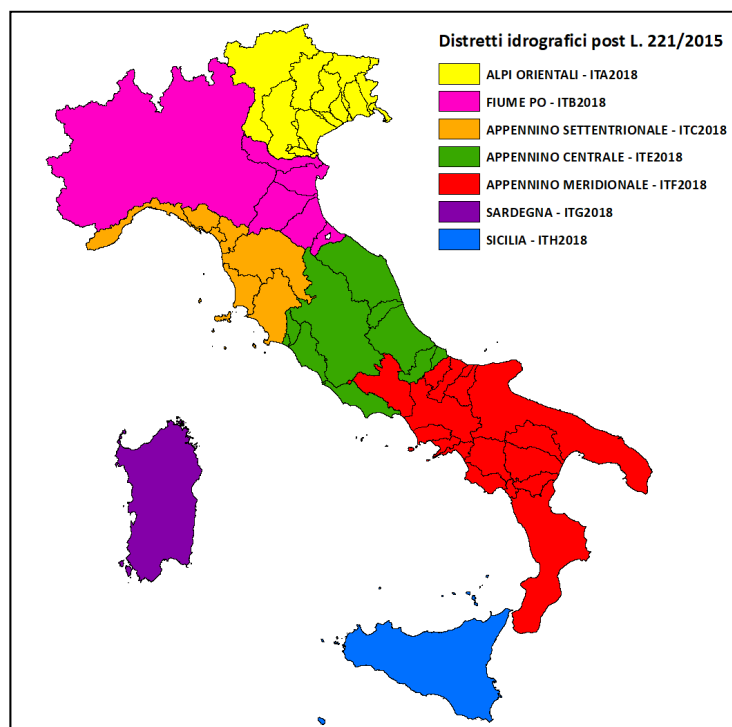 Distretti idrografici post L. 221/2015
ALPI ORIENTALI - ITA2018
FIUME PO - ITB2018
APPENNINO SETTENTRIONALE - ITC2018
APPENNINO CENTRALE - ITE2018
APPENNINO MERIDIONALE - ITF2018
SARDEGNA - ITG2018
SICILIA - ITH2018